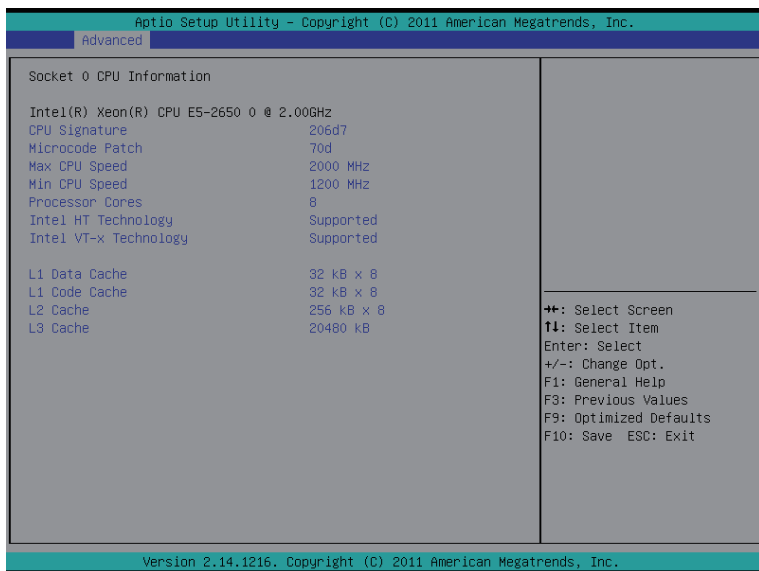 Aptio Setup Utility – Copyright (C) 2011 American Megatrends, Inc.
Advanced
Socket 0 CPU Information
Intel(R) Xeon(R) CPU E5-2650 0 @ 2.00GHz
CPU Signature 206d7
Microcode Patch 70d
Max CPU Speed 2000 MHz
Min CPU Speed 1200 MHz
Processor Cores 8
Intel HT Technology Supported
Intel VT-x Technology Supported
L1 Data Cache 32 kB x 8
L1 Code Cache 32 kB x 8
L2 Cache 256 kB x 8
L3 Cache 20480 kB
→←: Select Screen
↑↓: Select Item
Enter: Select
+/-: Change Opt.
F1: General Help
F3: Previous Values
F9: Optimized Defaults
F10: Save ESC: Exit
Version 2.14.1216. Copyright (C) 2011 American Megatrends, Inc.